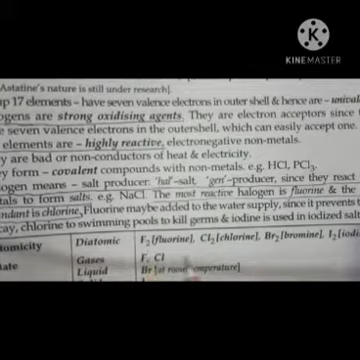 KINEMASTER
Astatine's nature is still under research]
up 17 elements – have seven valence electrons in outer shell & hence are – univale
ogens are strong oxidising agents. They are electron acceptors since t
e seven valence electrons in the outershell, which can easily accept one.
elements are – highly reactive, electronegative non-metals.
ey are bad or non-conductors of heat & electricity.
ey form – covalent compounds with non-metals. e.g. HCl, PCl3.
logen means – salt producer: 'hal'–salt, 'gen'–producer, since they react
tals to form salts. e.g. NaCl. The most reactive halogen is fluorine & the
ndant is chlorine, Fluorine maybe added to the water supply, since it prevents t
cay, chlorine to swimming pools to kill germs & iodine is used in iodized salt
tomicity Diatomic F2 [fluorine], Cl2 [chlorine], Br2 [bromine], I2 [iodi
tate Gases F, Cl
Liquid Br [at room temperature]